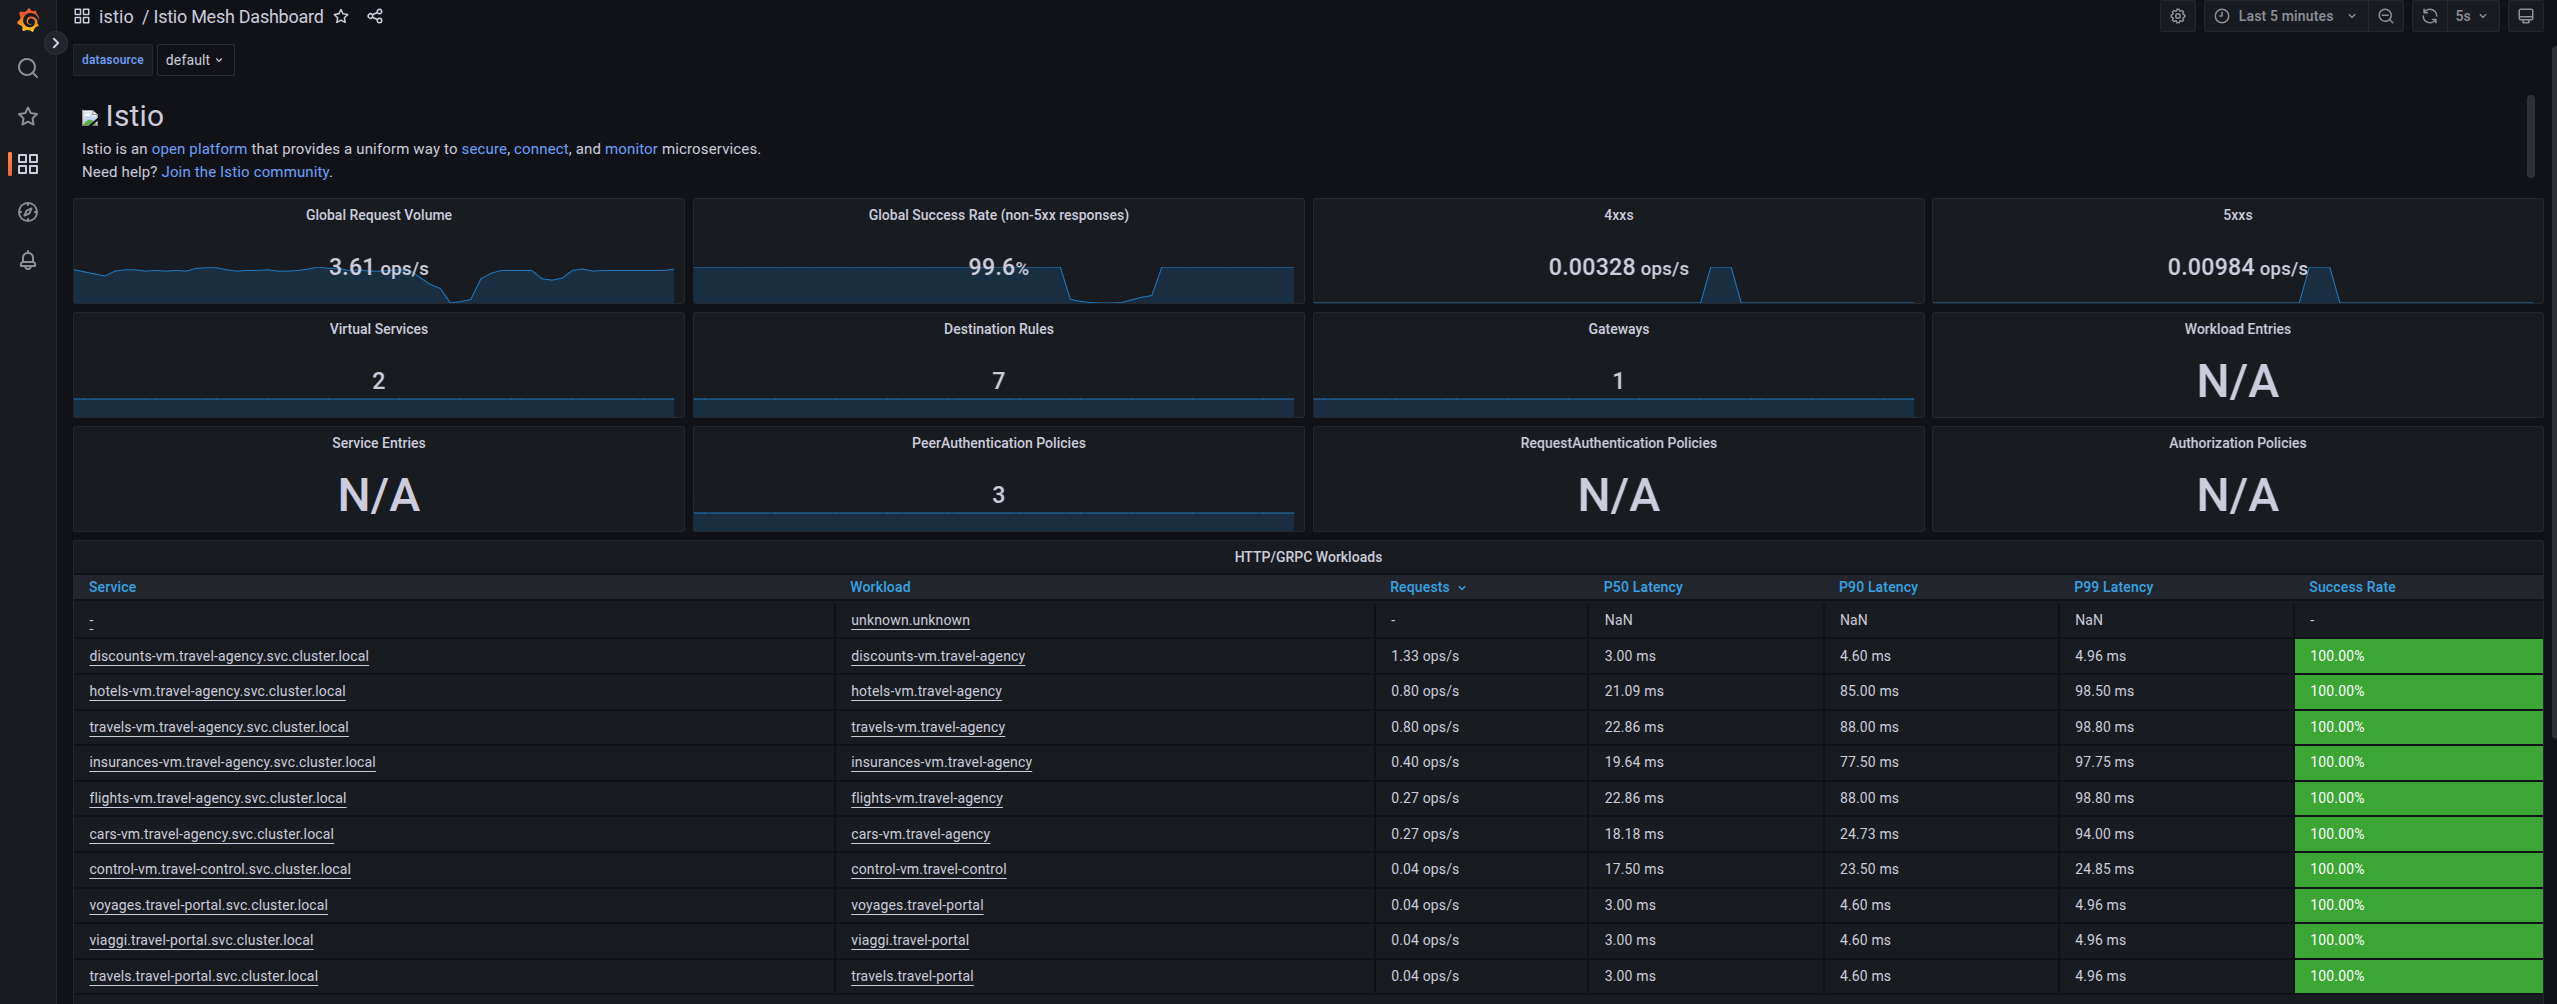 istio / Istio Mesh Dashboard
Last 5 minutes
5s
datasource default
Istio
Istio is an open platform that provides a uniform way to secure, connect, and monitor microservices.
Need help? Join the Istio community.
Global Request Volume
3.61 ops/s
Global Success Rate (non-5xx responses)
99.6%
4xxs
0.00328 ops/s
5xxs
0.00984 ops/s
Virtual Services
2
Destination Rules
7
Gateways
1
Workload Entries
N/A
Service Entries
N/A
PeerAuthentication Policies
3
RequestAuthentication Policies
N/A
Authorization Policies
N/A
HTTP/GRPC Workloads
Service Workload Requests P50 Latency P90 Latency P99 Latency Success Rate
- unknown.unknown - NaN NaN NaN -
discounts-vm.travel-agency.svc.cluster.local discounts-vm.travel-agency 1.33 ops/s 3.00 ms 4.60 ms 4.96 ms 100.00%
hotels-vm.travel-agency.svc.cluster.local hotels-vm.travel-agency 0.80 ops/s 21.09 ms 85.00 ms 98.50 ms 100.00%
travels-vm.travel-agency.svc.cluster.local travels-vm.travel-agency 0.80 ops/s 22.86 ms 88.00 ms 98.80 ms 100.00%
insurances-vm.travel-agency.svc.cluster.local insurances-vm.travel-agency 0.40 ops/s 19.64 ms 77.50 ms 97.75 ms 100.00%
flights-vm.travel-agency.svc.cluster.local flights-vm.travel-agency 0.27 ops/s 22.86 ms 88.00 ms 98.80 ms 100.00%
cars-vm.travel-agency.svc.cluster.local cars-vm.travel-agency 0.27 ops/s 18.18 ms 24.73 ms 94.00 ms 100.00%
control-vm.travel-control.svc.cluster.local control-vm.travel-control 0.04 ops/s 17.50 ms 23.50 ms 24.85 ms 100.00%
voyages.travel-portal.svc.cluster.local voyages.travel-portal 0.04 ops/s 3.00 ms 4.60 ms 4.96 ms 100.00%
viaggi.travel-portal.svc.cluster.local viaggi.travel-portal 0.04 ops/s 3.00 ms 4.60 ms 4.96 ms 100.00%
travels.travel-portal.svc.cluster.local travels.travel-portal 0.04 ops/s 3.00 ms 4.60 ms 4.96 ms 100.00%